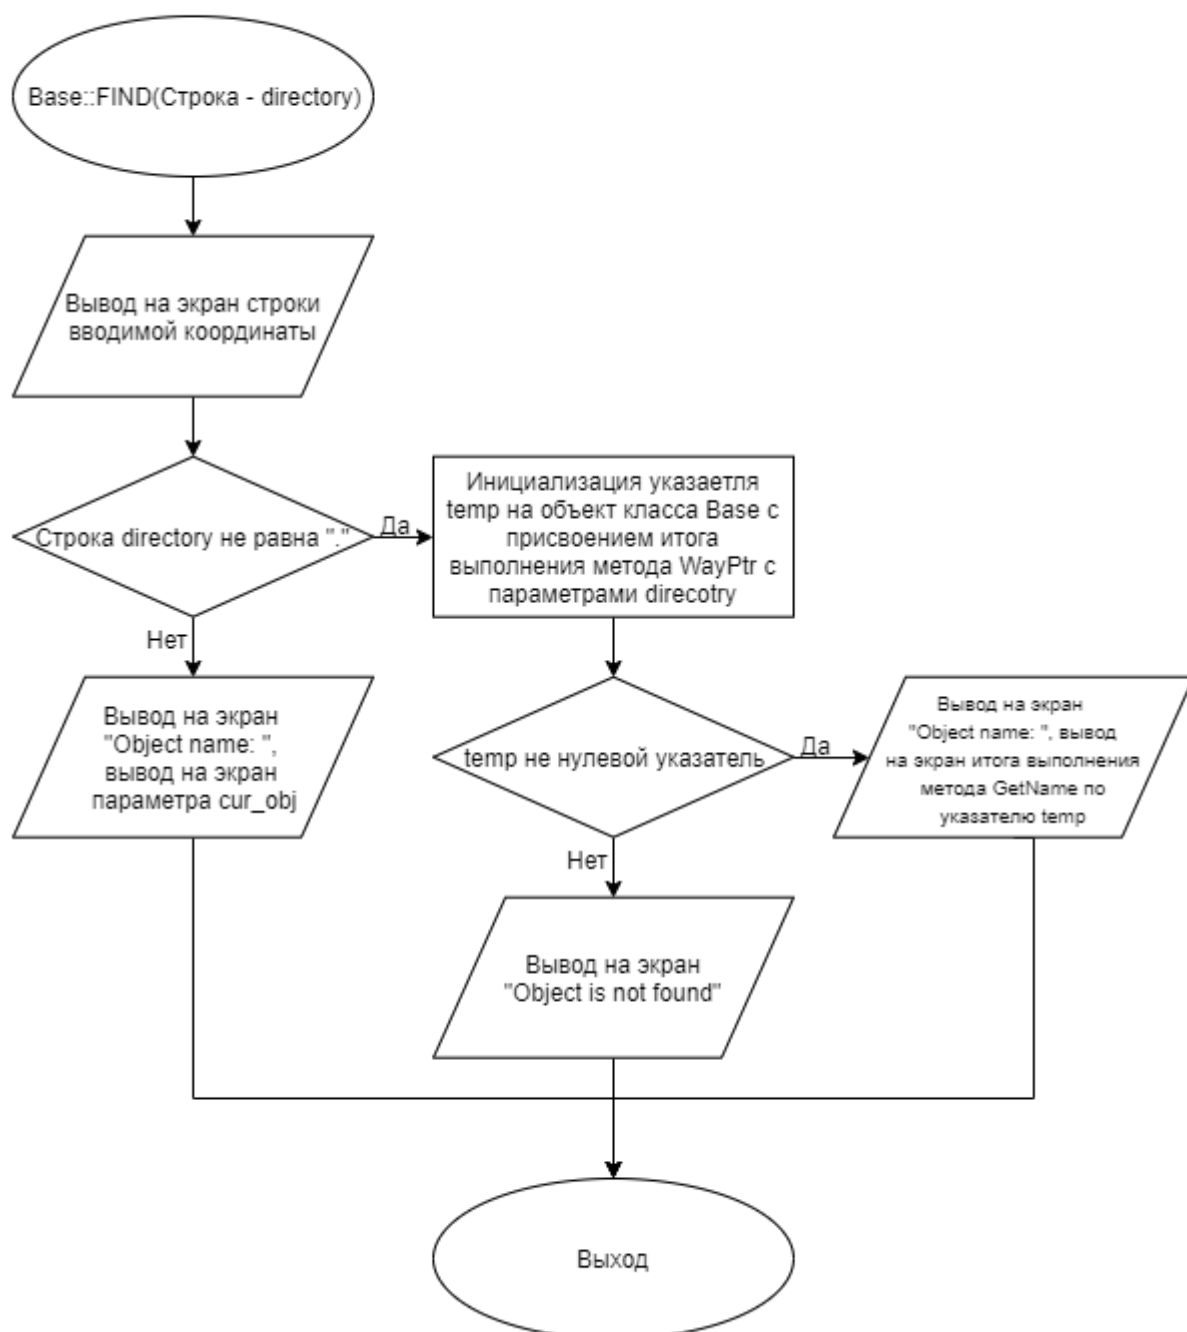 Base::FIND(Строка - directory)
Вывод на экран строки
вводимой координаты
Строка directory не равна "."
Да
Инициализация указаетля
temp на объект класса Base с
присвоением итога
выполнения метода WayPtr с
параметрами direcotry
Нет
Вывод на экран
"Object name: ",
вывод на экран
параметра cur_obj
temp не нулевой указатель
Да
Вывод на экран
"Object name: ", вывод
на экран итога выполнения
метода GetName по
указателю temp
Нет
Вывод на экран
"Object is not found"
Выход